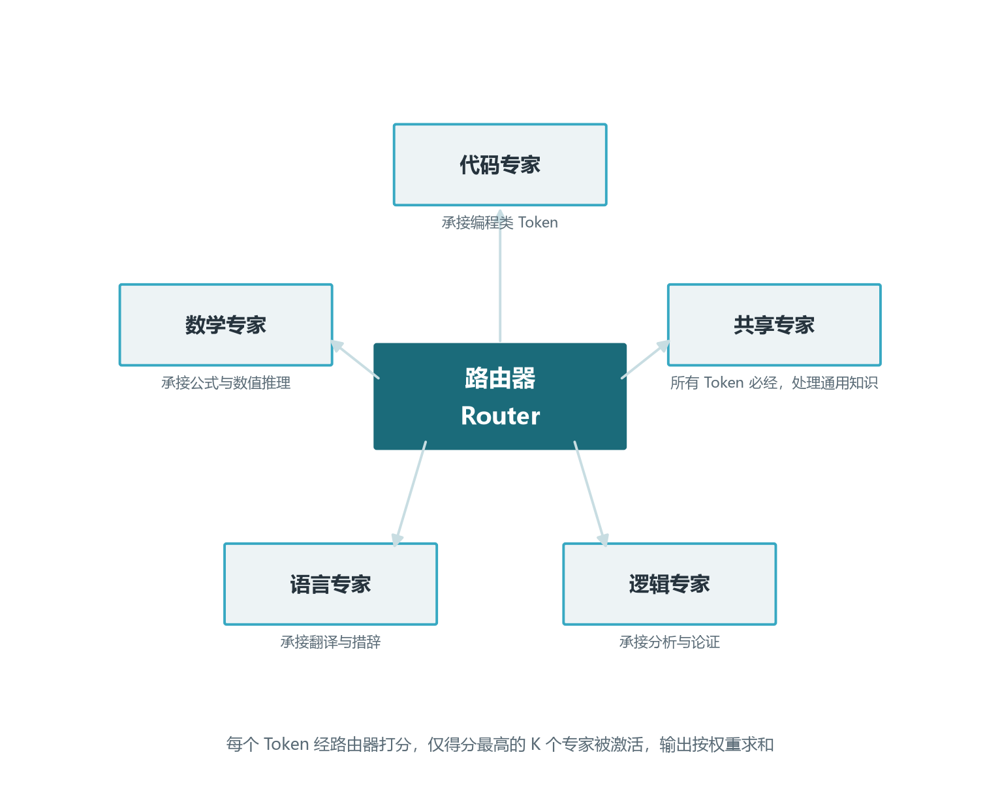 代码专家
承接编程类 Token
数学专家
承接公式与数值推理
共享专家
所有 Token 必经，处理通用知识
路由器
Router
语言专家
承接翻译与措辞
逻辑专家
承接分析与论证
每个 Token 经路由器打分，仅得分最高的 K 个专家被激活，输出按权重求和